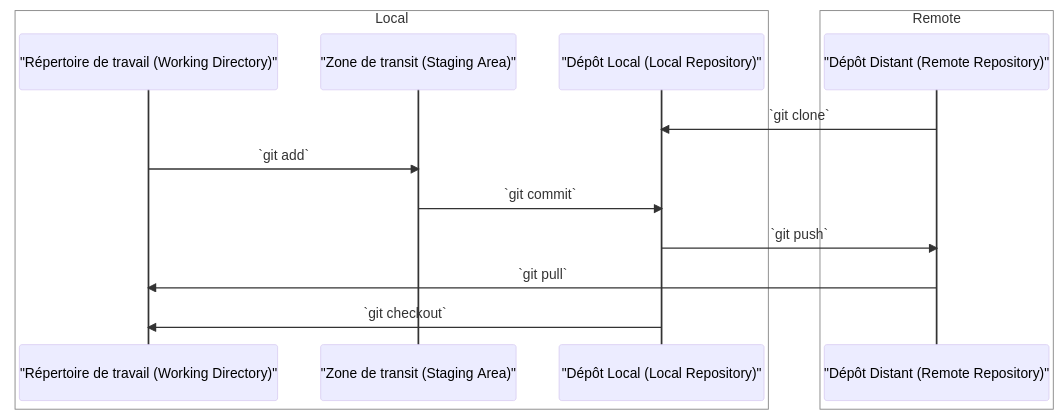 Local
Remote
"Répertoire de travail (Working Directory)"
"Zone de transit (Staging Area)"
"Dépôt Local (Local Repository)"
"Dépôt Distant (Remote Repository)"
`git clone`
`git add`
`git commit`
`git push`
`git pull`
`git checkout`
"Répertoire de travail (Working Directory)"
"Zone de transit (Staging Area)"
"Dépôt Local (Local Repository)"
"Dépôt Distant (Remote Repository)"